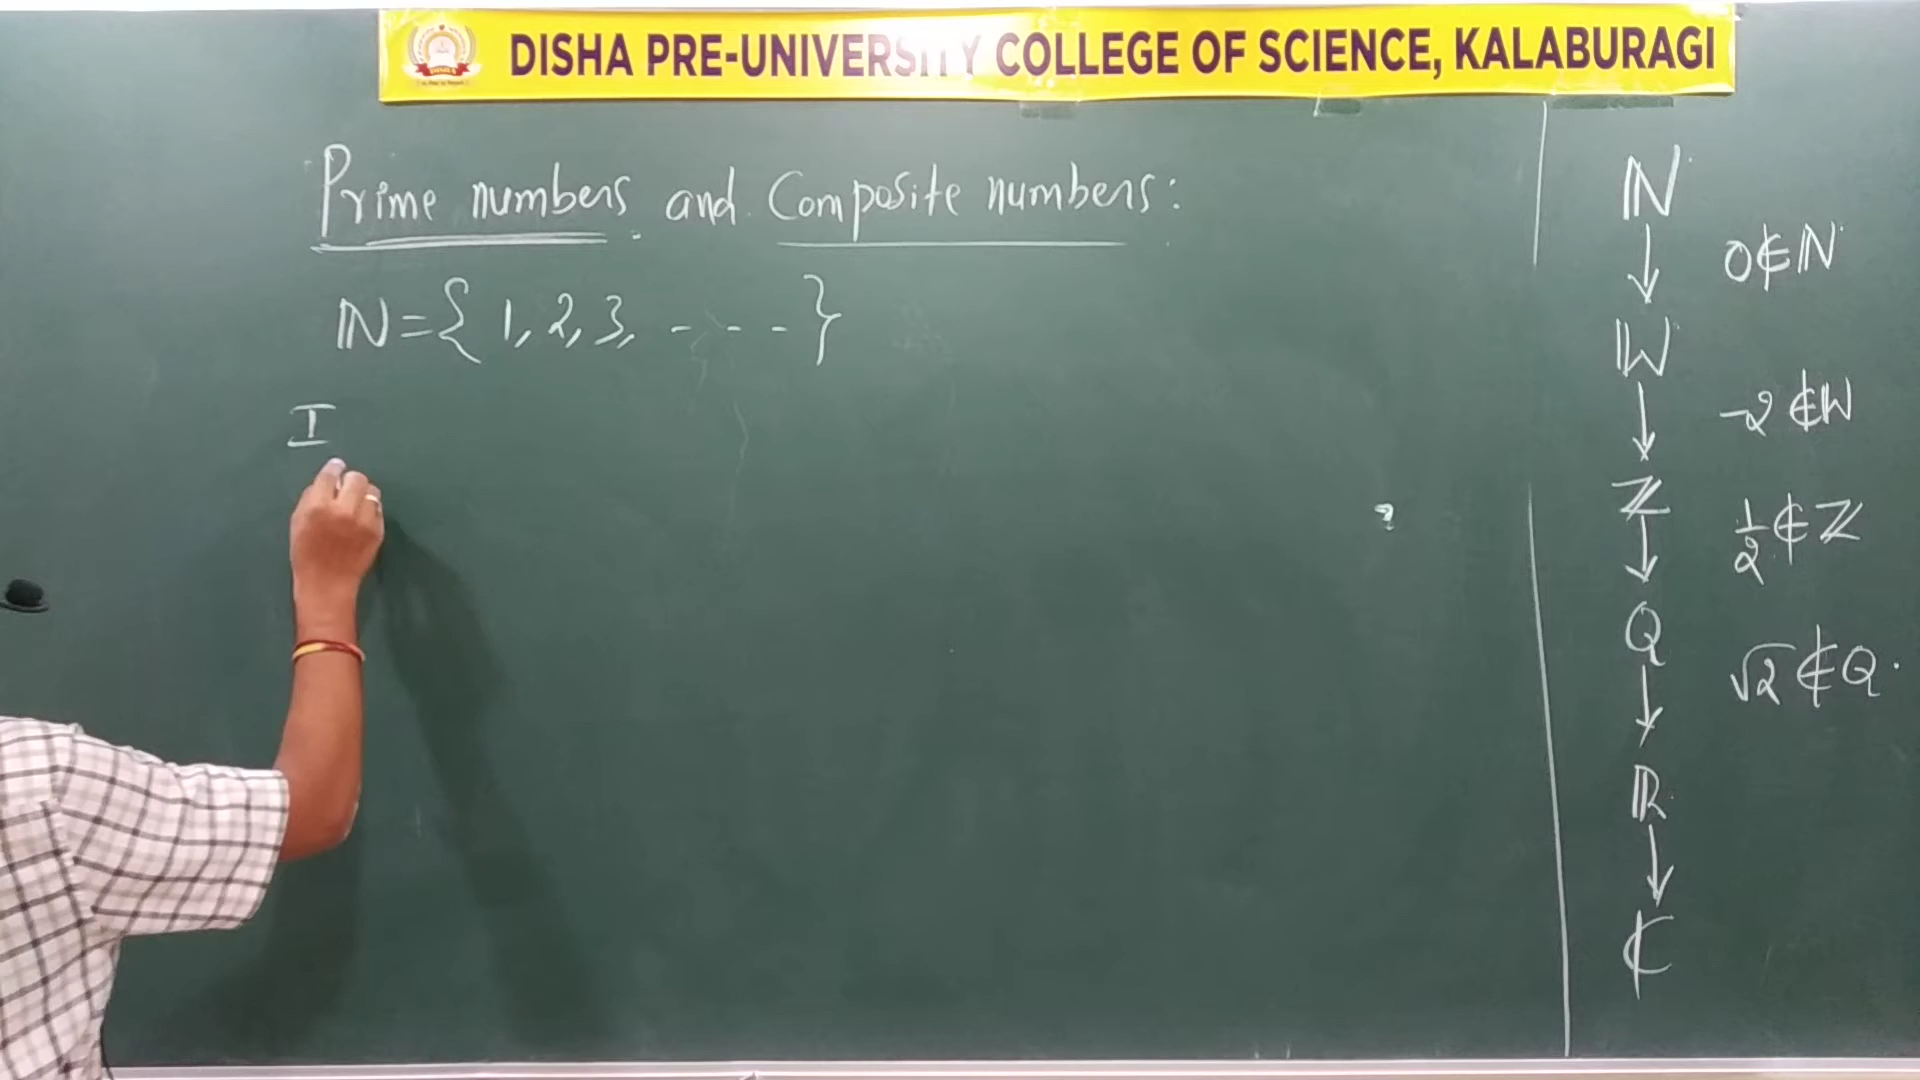 DISHA PRE-UNIVERSITY COLLEGE OF SCIENCE, KALABURAGI
Prime numbers and Composite numbers:
ℕ = { 1, 2, 3, - - - }
I
ℕ
↓ 0∉ℕ
𝕎
↓ -2∉𝕎
ℤ
↓ 1/2∉ℤ
Q
↓ √2∉Q.
ℝ
↓
ℂ